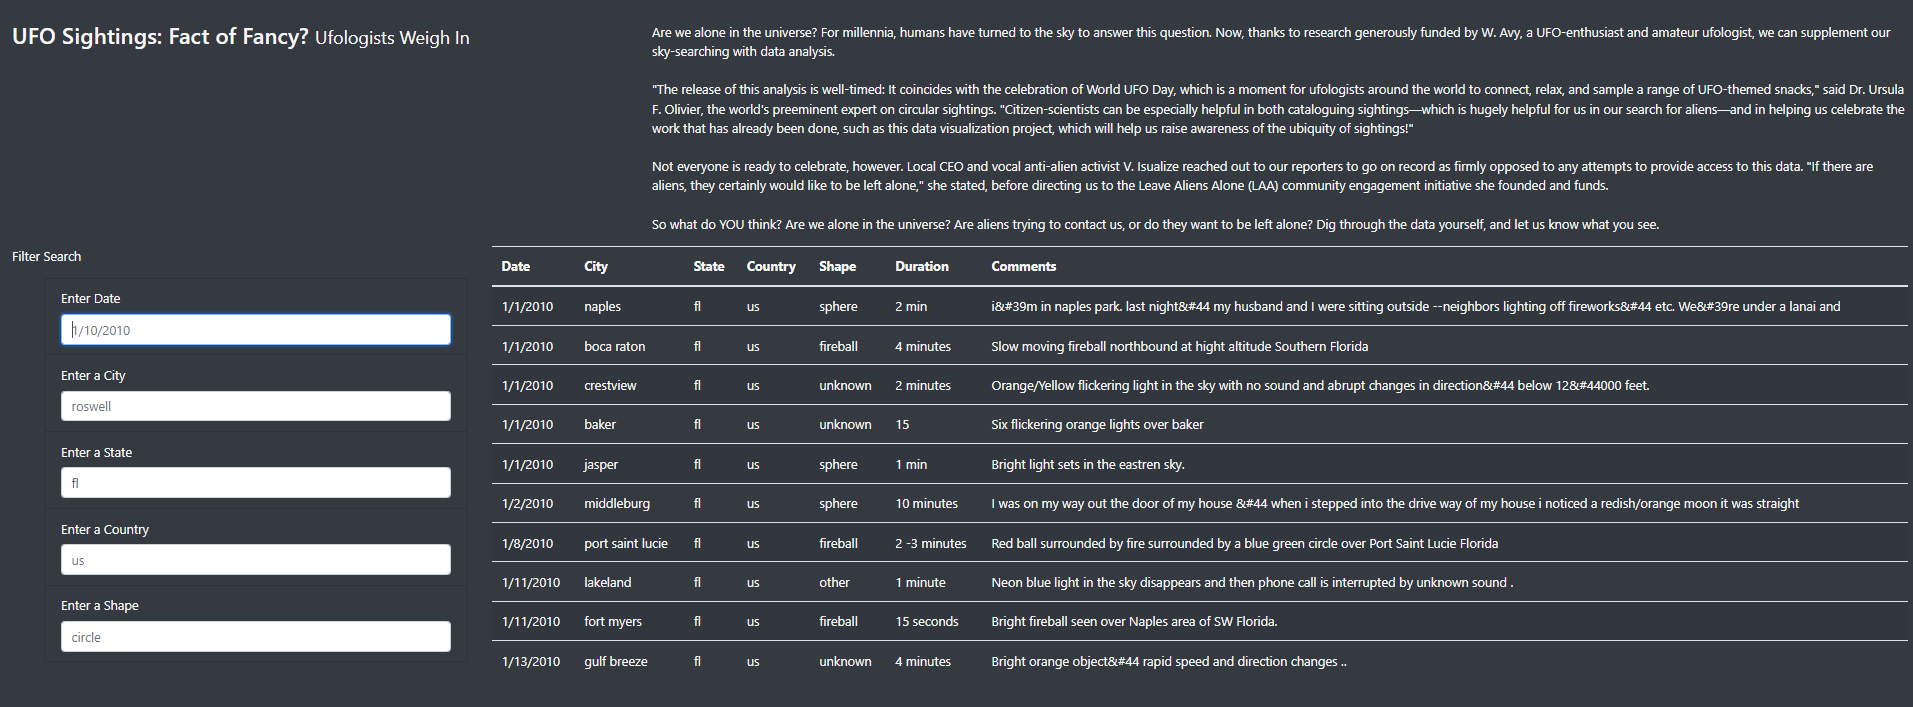 UFO Sightings: Fact of Fancy? Ufologists Weigh In
Are we alone in the universe? For millennia, humans have turned to the sky to answer this question. Now, thanks to research generously funded by W. Avy, a UFO-enthusiast and amateur ufologist, we can supplement our
sky-searching with data analysis.
"The release of this analysis is well-timed: It coincides with the celebration of World UFO Day, which is a moment for ufologists around the world to connect, relax, and sample a range of UFO-themed snacks," said Dr. Ursula
F. Olivier, the world's preeminent expert on circular sightings. "Citizen-scientists can be especially helpful in both cataloguing sightings—which is hugely helpful for us in our search for aliens—and in helping us celebrate the
work that has already been done, such as this data visualization project, which will help us raise awareness of the ubiquity of sightings!"
Not everyone is ready to celebrate, however. Local CEO and vocal anti-alien activist V. Isualize reached out to our reporters to go on record as firmly opposed to any attempts to provide access to this data. "If there are
aliens, they certainly would like to be left alone," she stated, before directing us to the Leave Aliens Alone (LAA) community engagement initiative she founded and funds.
So what do YOU think? Are we alone in the universe? Are aliens trying to contact us, or do they want to be left alone? Dig through the data yourself, and let us know what you see.
Filter Search
Enter Date
1/10/2010
Enter a City
roswell
Enter a State
fl
Enter a Country
us
Enter a Shape
circle
Date City State Country Shape Duration Comments
1/1/2010 naples fl us sphere 2 min i&#39m in naples park. last night&#44 my husband and I were sitting outside --neighbors lighting off fireworks&#44 etc. We&#39re under a lanai and
1/1/2010 boca raton fl us fireball 4 minutes Slow moving fireball northbound at hight altitude Southern Florida
1/1/2010 crestview fl us unknown 2 minutes Orange/Yellow flickering light in the sky with no sound and abrupt changes in direction&#44 below 12&#44000 feet.
1/1/2010 baker fl us unknown 15 Six flickering orange lights over baker
1/1/2010 jasper fl us sphere 1 min Bright light sets in the eastren sky.
1/2/2010 middleburg fl us sphere 10 minutes I was on my way out the door of my house &#44 when i stepped into the drive way of my house i noticed a redish/orange moon it was straight
1/8/2010 port saint lucie fl us fireball 2 -3 minutes Red ball surrounded by fire surrounded by a blue green circle over Port Saint Lucie Florida
1/11/2010 lakeland fl us other 1 minute Neon blue light in the sky disappears and then phone call is interrupted by unknown sound .
1/11/2010 fort myers fl us fireball 15 seconds Bright fireball seen over Naples area of SW Florida.
1/13/2010 gulf breeze fl us unknown 4 minutes Bright orange object&#44 rapid speed and direction changes ..